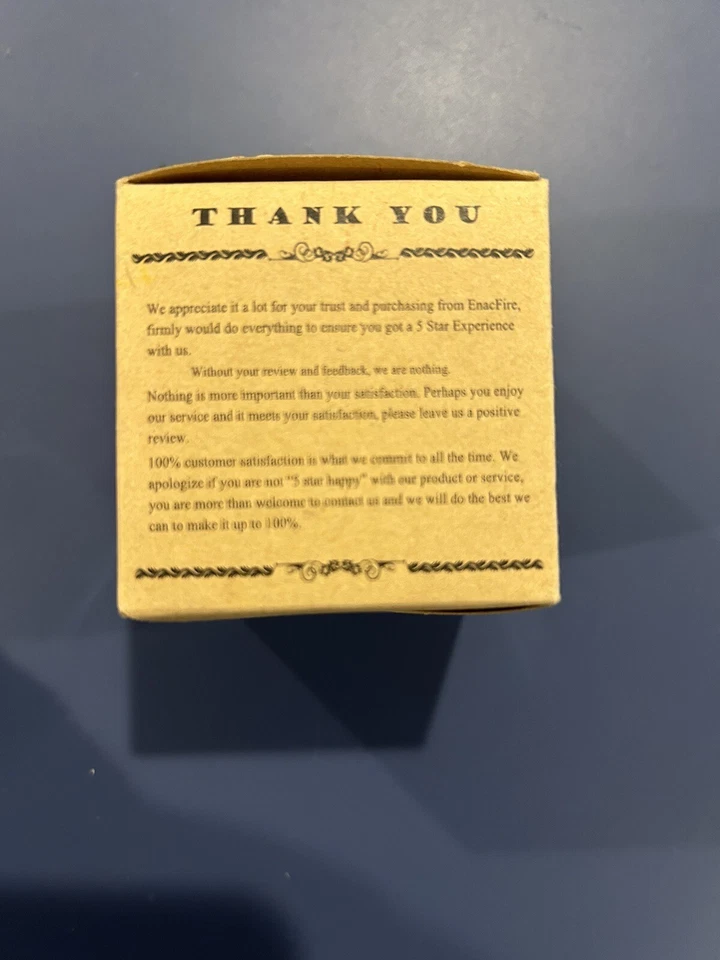 THANK YOU
We appreciate it a lot for your trust and purchasing from EnacFire,
firmly would do everything to ensure you got a 5 Star Experience
with us.
Without your review and feedback, we are nothing.
Nothing is more important than your satisfaction. Perhaps you enjoy
our service and it meets your satisfaction, please leave us a positive
review.
100% customer satisfaction is what we commit to all the time. We
apologize if you are not "5 star happy" with our product or service,
you are more than welcome to contact us and we will do the best we
can to make it up to 100%.